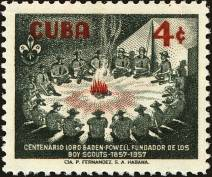 CUBA 4¢
CENTENARIO LORD BADEN-POWELL FUNDADOR DE LOS
BOY SCOUTS-1857-1957
CIA. P. FERNANDEZ, S. A. HABANA.